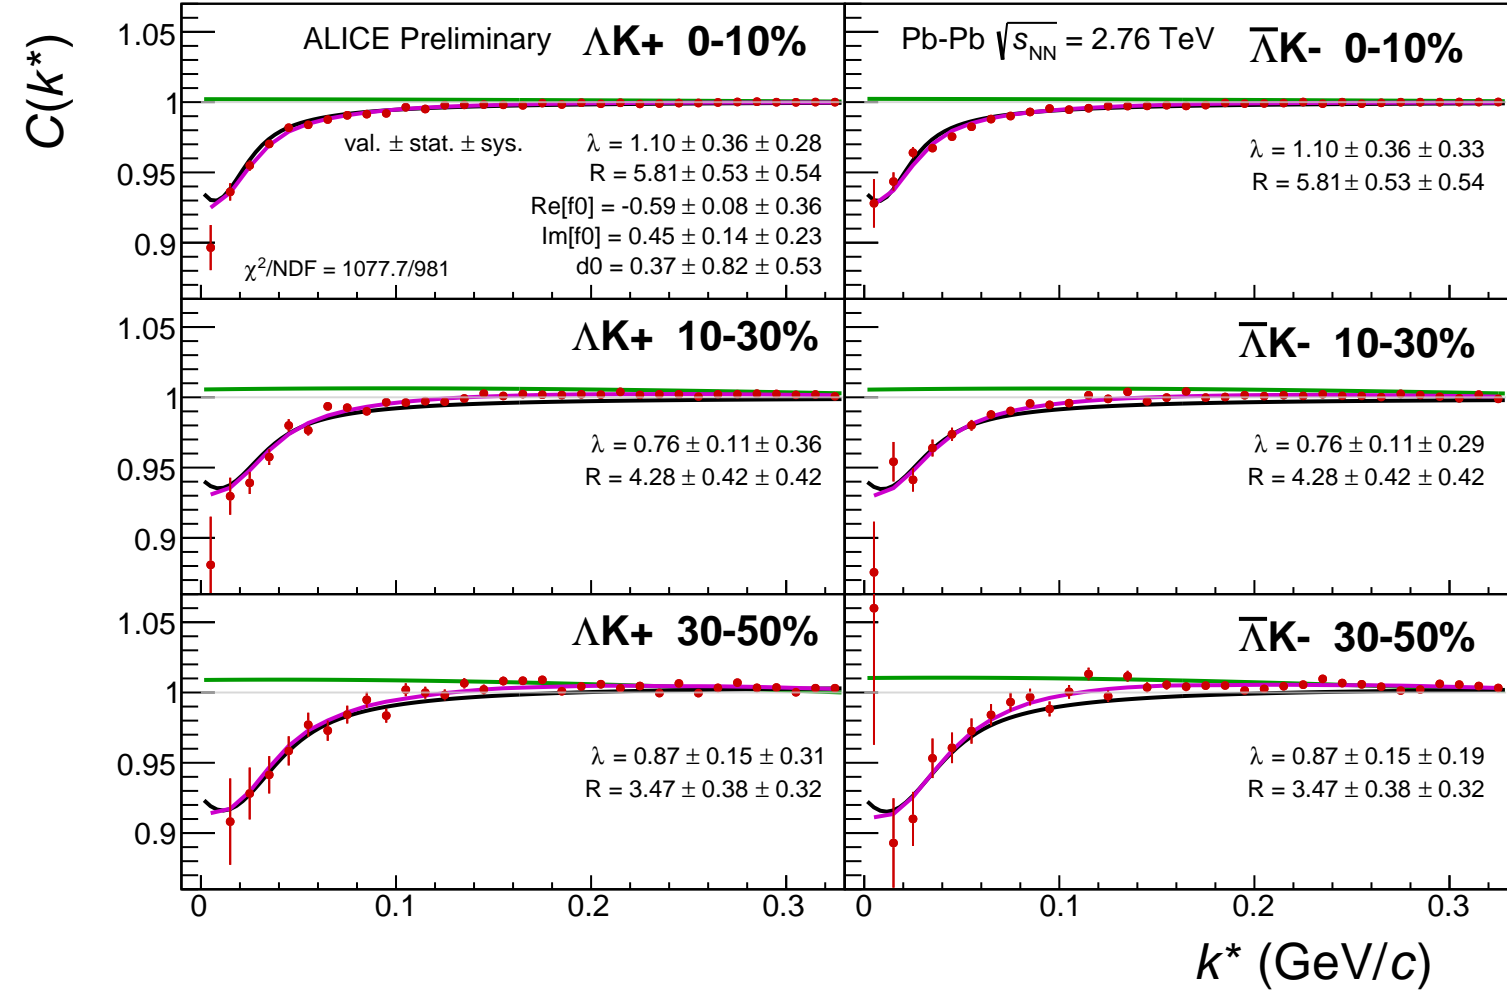 C(k*)
ALICE Preliminary ΛK+ 0-10%
val. ± stat. ± sys.
λ = 1.10 ± 0.36 ± 0.28
R = 5.81 ± 0.53 ± 0.54
Re[f0] = -0.59 ± 0.08 ± 0.36
Im[f0] = 0.45 ± 0.14 ± 0.23
d0 = 0.37 ± 0.82 ± 0.53
χ²/NDF = 1077.7/981
1.05
1
0.95
0.9
Pb-Pb √s_NN = 2.76 TeV Λ̅K- 0-10%
λ = 1.10 ± 0.36 ± 0.33
R = 5.81 ± 0.53 ± 0.54
ΛK+ 10-30%
λ = 0.76 ± 0.11 ± 0.36
R = 4.28 ± 0.42 ± 0.42
1.05
1
0.95
0.9
Λ̅K- 10-30%
λ = 0.76 ± 0.11 ± 0.29
R = 4.28 ± 0.42 ± 0.42
ΛK+ 30-50%
λ = 0.87 ± 0.15 ± 0.31
R = 3.47 ± 0.38 ± 0.32
1.05
1
0.95
0.9
Λ̅K- 30-50%
λ = 0.87 ± 0.15 ± 0.19
R = 3.47 ± 0.38 ± 0.32
0 0.1 0.2 0.3
0 0.1 0.2 0.3
k* (GeV/c)